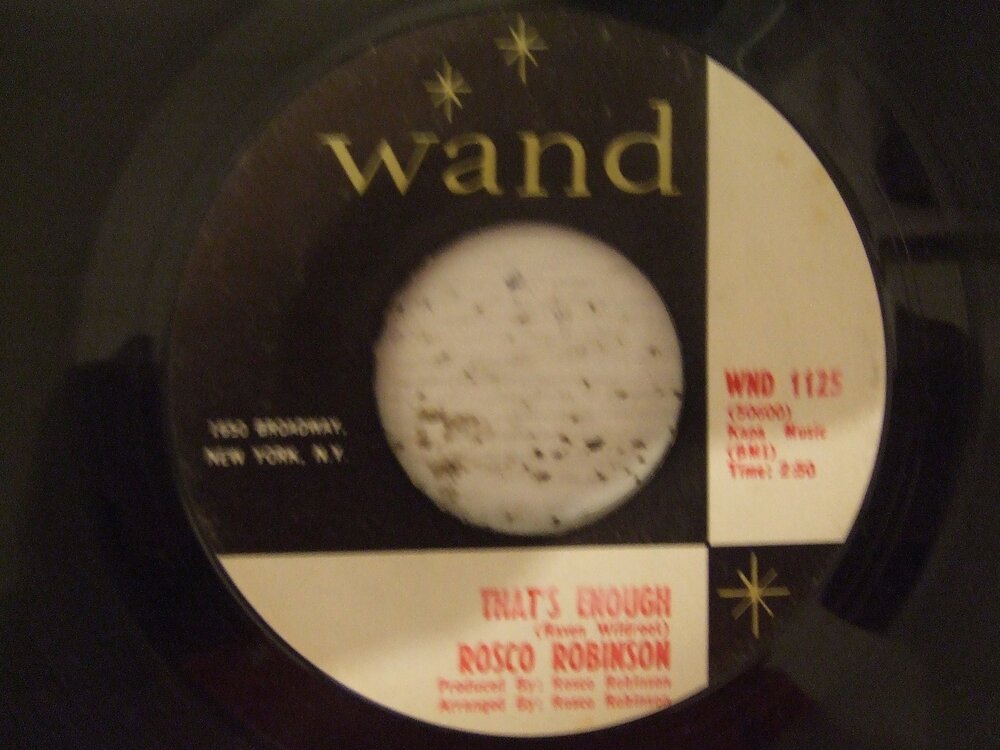 wand
1650 BROADWAY,
NEW YORK, N.Y.
WND 1125
Music
(BMI)
Time: 2:50
THAT'S ENOUGH
ROSCO ROBINSON
Produced By: Rosco Robinson
Arranged By: Rosco Robinson